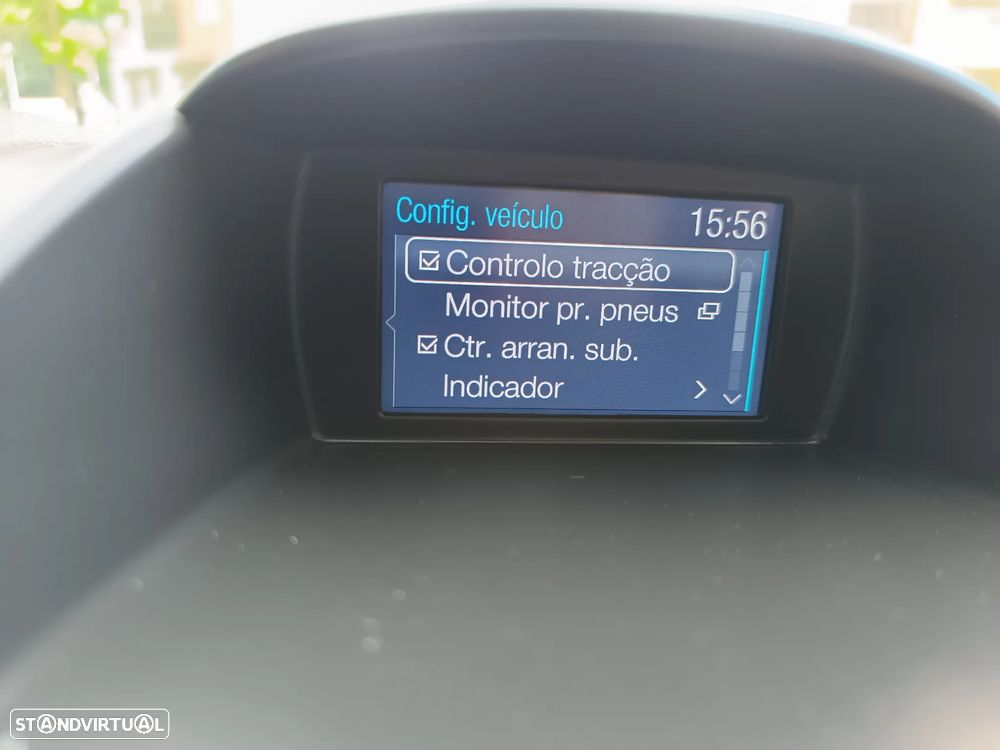 Config. veículo 15:56
Controlo tracção
Monitor pr. pneus
Ctr. arran. sub.
Indicador
STANDVIRTUAL